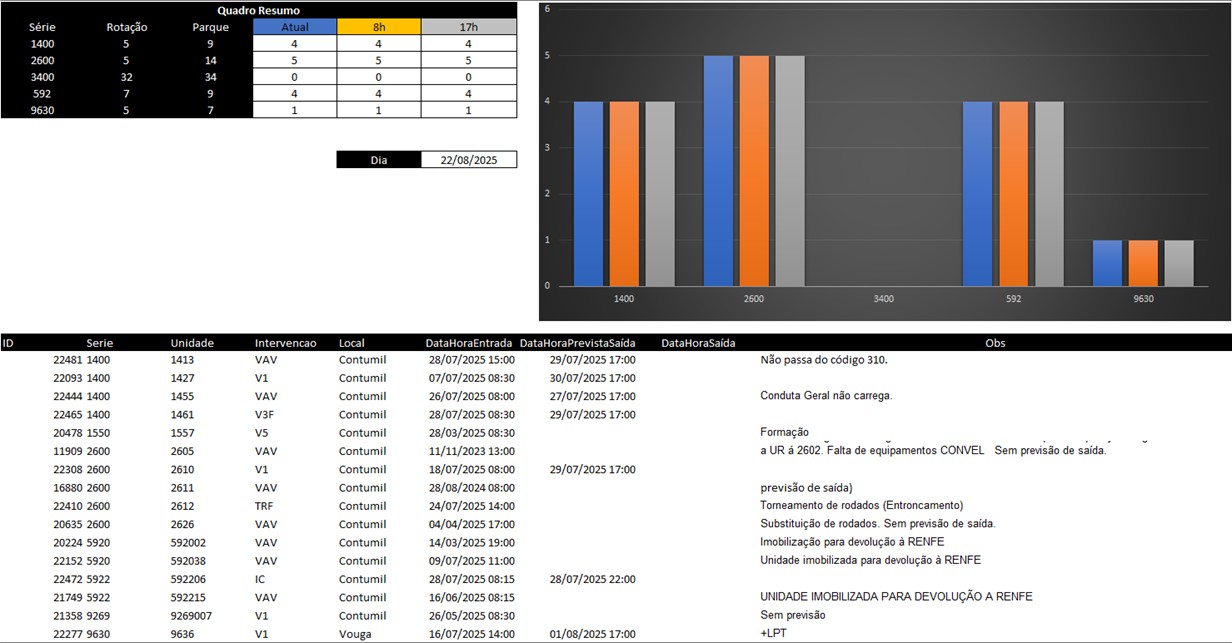 Quadro Resumo
Série Rotação Parque Atual 8h 17h
1400 5 9 4 4 4
2600 5 14 5 5 5
3400 32 34 0 0 0
592 7 9 4 4 4
9630 5 7 1 1 1
Dia 22/08/2025
6
5
4
3
2
1
0
1400 2600 3400 592 9630
ID Serie Unidade Intervencao Local DataHoraEntrada DataHoraPrevistaSaída DataHoraSaída Obs
22481 1400 1413 VAV Contumil 28/07/2025 15:00 29/07/2025 17:00 Não passa do código 310.
22093 1400 1427 V1 Contumil 07/07/2025 08:30 30/07/2025 17:00
22444 1400 1455 VAV Contumil 26/07/2025 08:00 27/07/2025 17:00 Conduta Geral não carrega.
22465 1400 1461 V3F Contumil 28/07/2025 08:30 29/07/2025 17:00
20478 1550 1557 V5 Contumil 28/03/2025 08:30 Formação
11909 2600 2605 VAV Contumil 11/11/2023 13:00 a UR á 2602. Falta de equipamentos CONVEL Sem previsão de saída.
22308 2600 2610 V1 Contumil 18/07/2025 08:00 29/07/2025 17:00
16880 2600 2611 VAV Contumil 28/08/2024 08:00 previsão de saída)
22410 2600 2612 TRF Contumil 24/07/2025 14:00 Torneamento de rodados (Entroncamento)
20635 2600 2626 VAV Contumil 04/04/2025 17:00 Substituição de rodados. Sem previsão de saída.
20224 5920 592002 VAV Contumil 14/03/2025 19:00 Imobilização para devolução à RENFE
22152 5920 592038 VAV Contumil 09/07/2025 11:00 Unidade imobilizada para devolução à RENFE
22472 5922 592206 IC Contumil 28/07/2025 08:15 28/07/2025 22:00
21749 5922 592215 VAV Contumil 16/06/2025 08:15 UNIDADE IMOBILIZADA PARA DEVOLUÇÃO A RENFE
21358 9269 9269007 V1 Contumil 26/05/2025 08:30 Sem previsão
22277 9630 9636 V1 Vouga 16/07/2025 14:00 01/08/2025 17:00 +LPT